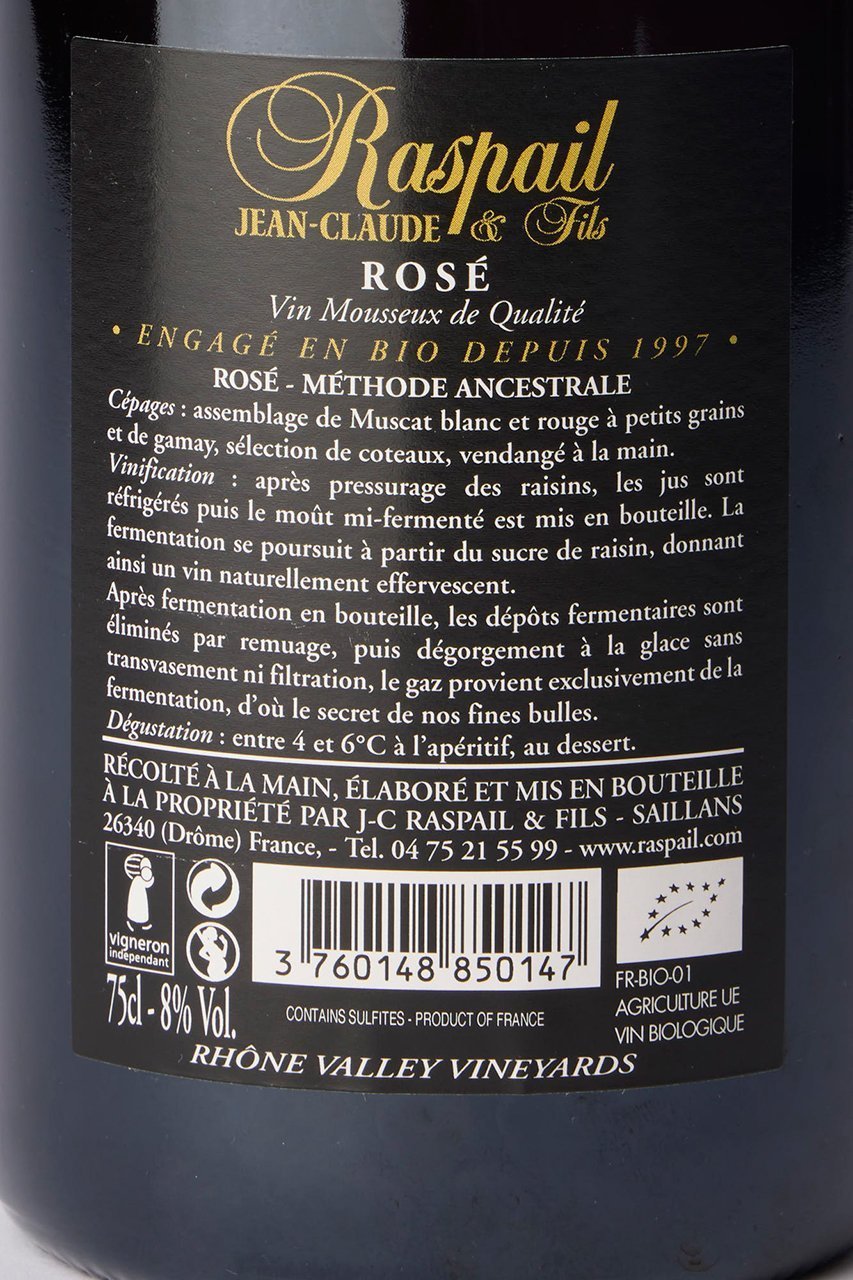 Raspail
JEAN-CLAUDE & Fils
ROSÉ
Vin Mousseux de Qualité
• ENGAGÉ EN BIO DEPUIS 1997 •
ROSÉ - MÉTHODE ANCESTRALE
Cépages : assemblage de Muscat blanc et rouge à petits grains
et de gamay, sélection de coteaux, vendangé à la main.
Vinification : après pressurage des raisins, les jus sont
réfrigérés puis le moût mi-fermenté est mis en bouteille. La
fermentation se poursuit à partir du sucre de raisin, donnant
ainsi un vin naturellement effervescent.
Après fermentation en bouteille, les dépôts fermentaires sont
éliminés par remuage, puis dégorgement à la glace sans
transvasement ni filtration, le gaz provient exclusivement de la
fermentation, d'où le secret de nos fines bulles.
Dégustation : entre 4 et 6°C à l'apéritif, au dessert.
RÉCOLTÉ À LA MAIN, ÉLABORÉ ET MIS EN BOUTEILLE
À LA PROPRIÉTÉ PAR J-C RASPAIL & FILS - SAILLANS
26340 (Drôme) France, - Tel. 04 75 21 55 99 - www.raspail.com
vigneron
indépendant
3 760148 850147
FR-BIO-01
AGRICULTURE UE
VIN BIOLOGIQUE
75cl - 8% Vol.
CONTAINS SULFITES - PRODUCT OF FRANCE
RHÔNE VALLEY VINEYARDS